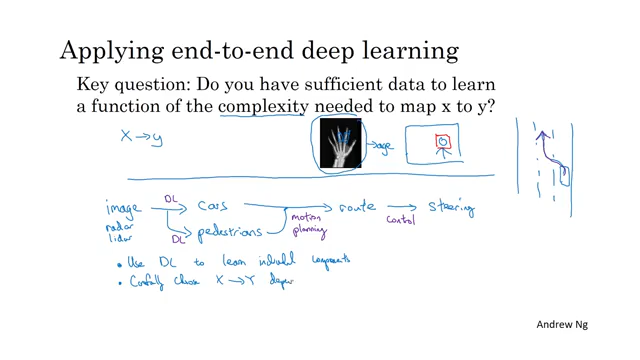 Applying end-to-end deep learning
Key question: Do you have sufficient data to learn
a function of the complexity needed to map x to y?
X → y
→ age
image DL → cars → route → steering
radar
lidar
DL pedestrians motion planning control
• Use DL to learn individual components
• Carefully choose X → Y depen
Andrew Ng